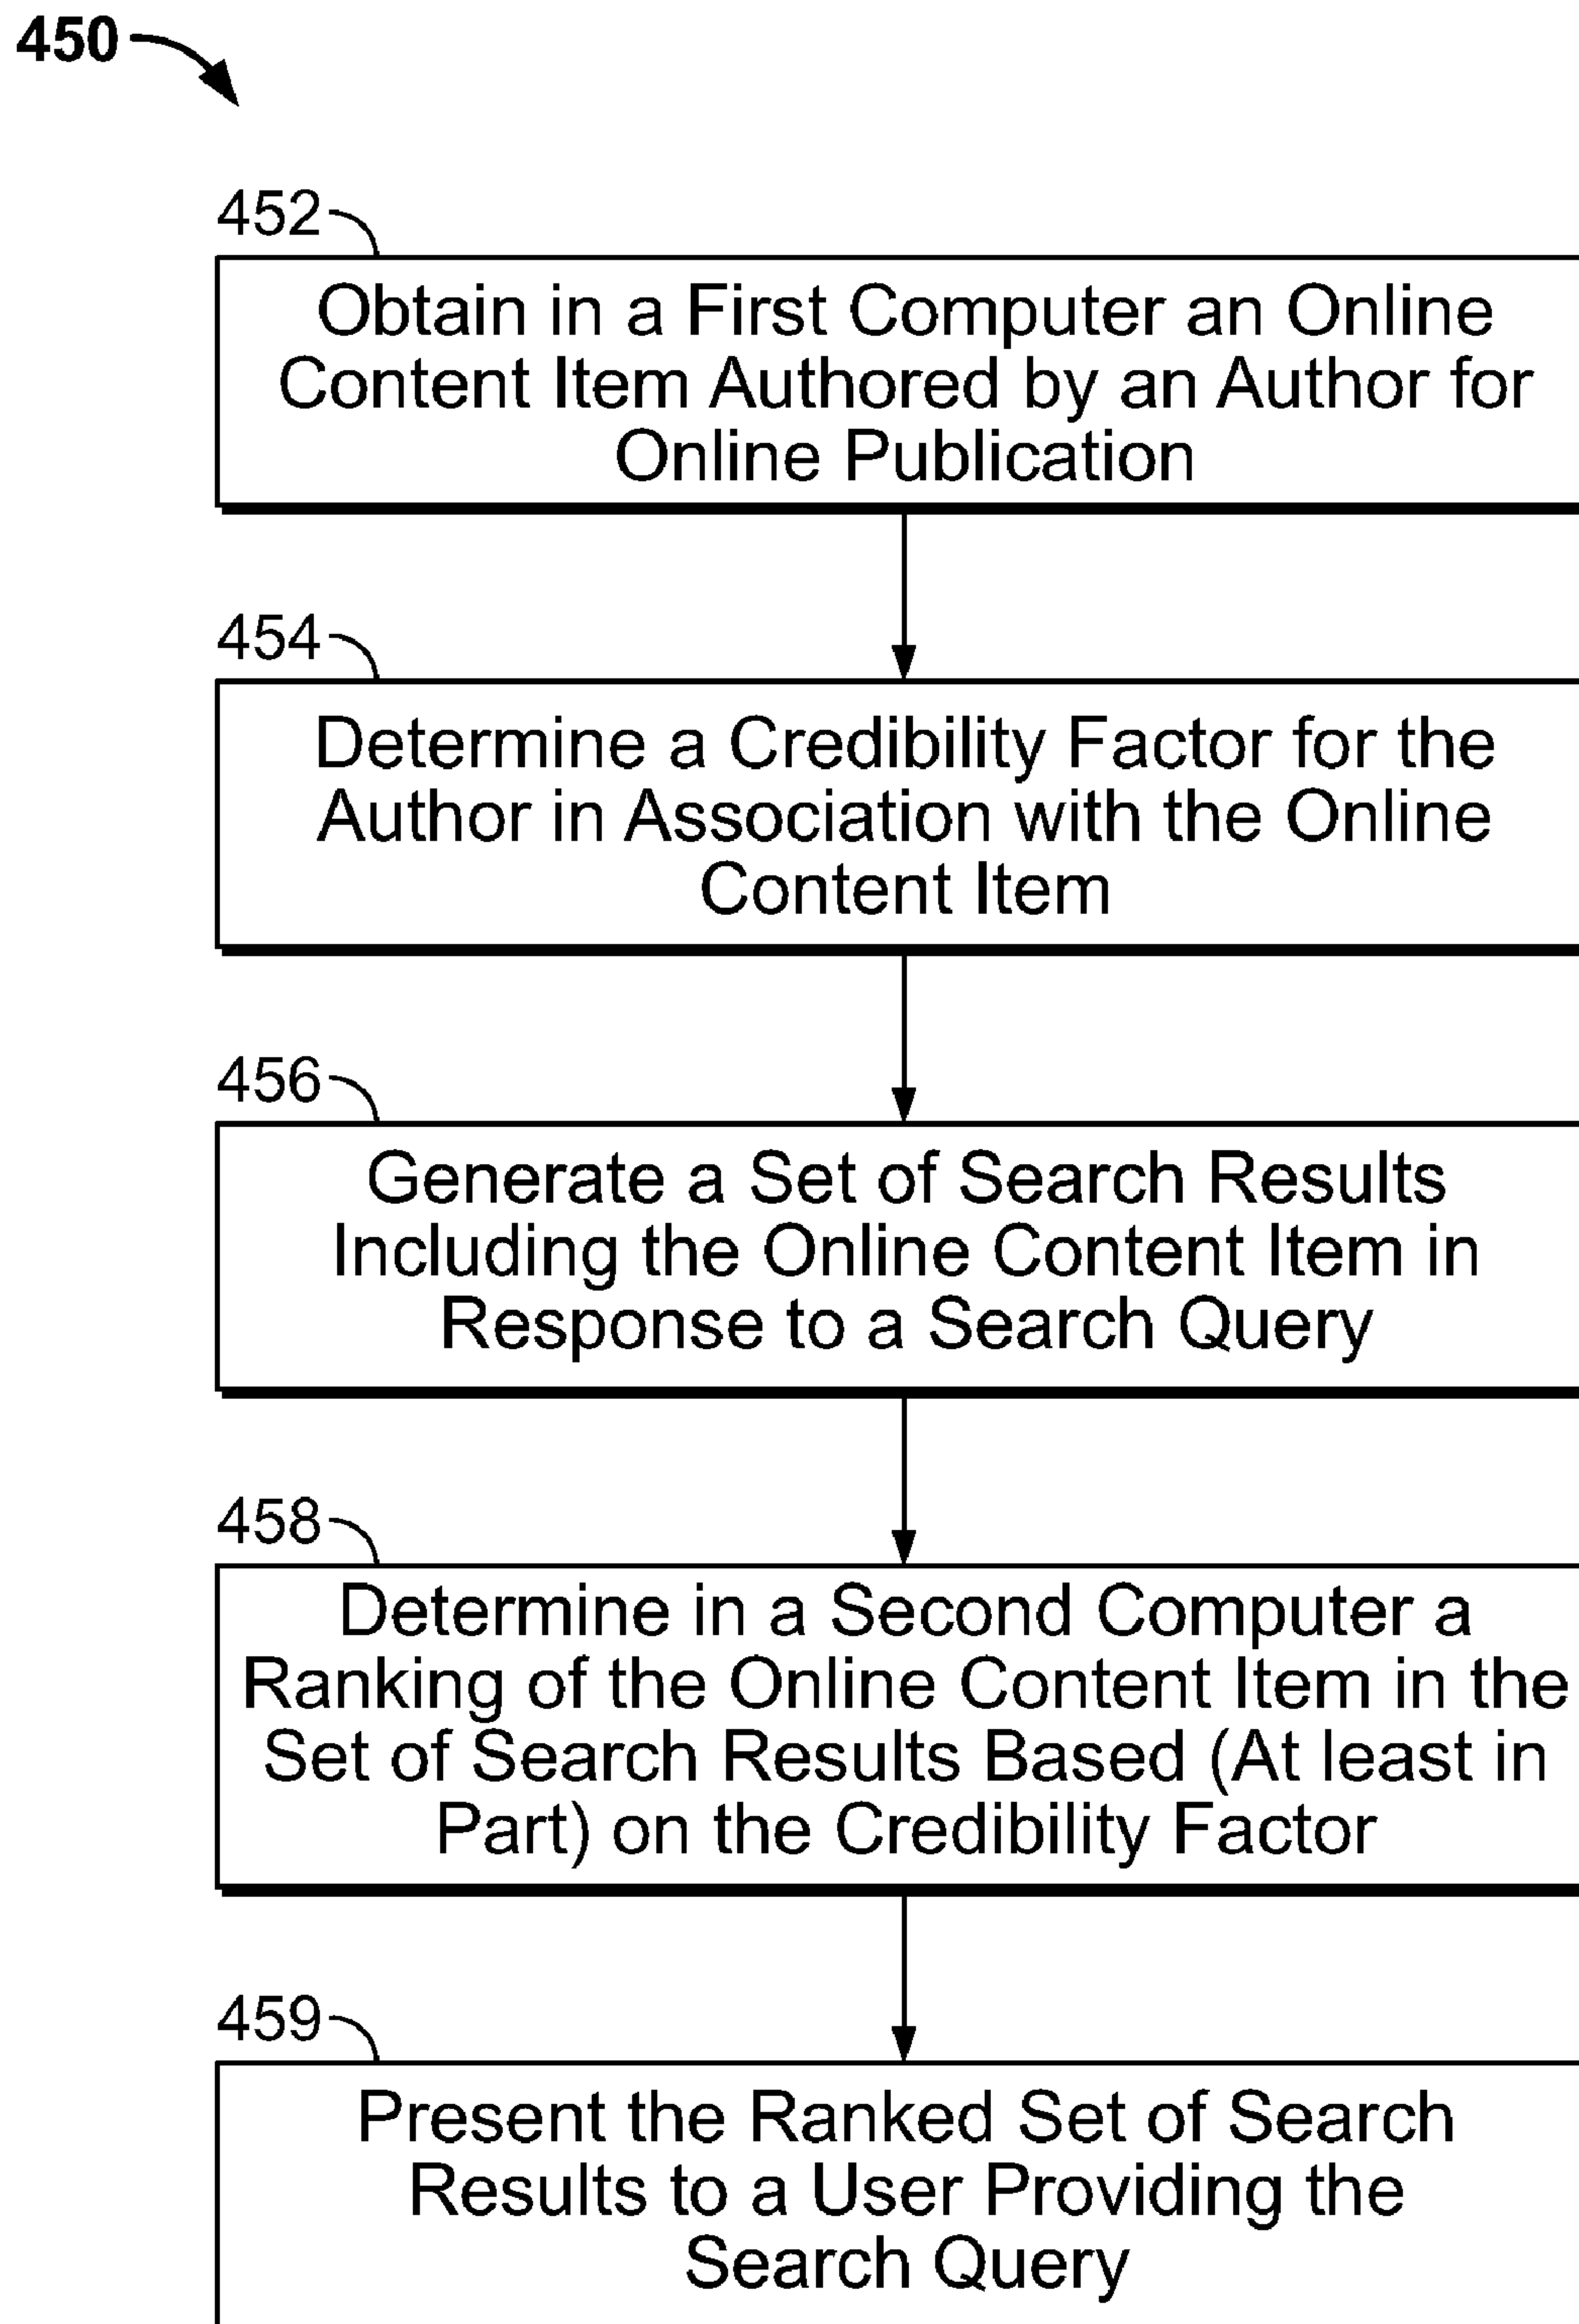 450
452
Obtain in a First Computer an Online
Content Item Authored by an Author for
Online Publication
454
Determine a Credibility Factor for the
Author in Association with the Online
Content Item
456
Generate a Set of Search Results
Including the Online Content Item in
Response to a Search Query
458
Determine in a Second Computer a
Ranking of the Online Content Item in the
Set of Search Results Based (At least in
Part) on the Credibility Factor
459
Present the Ranked Set of Search
Results to a User Providing the
Search Query